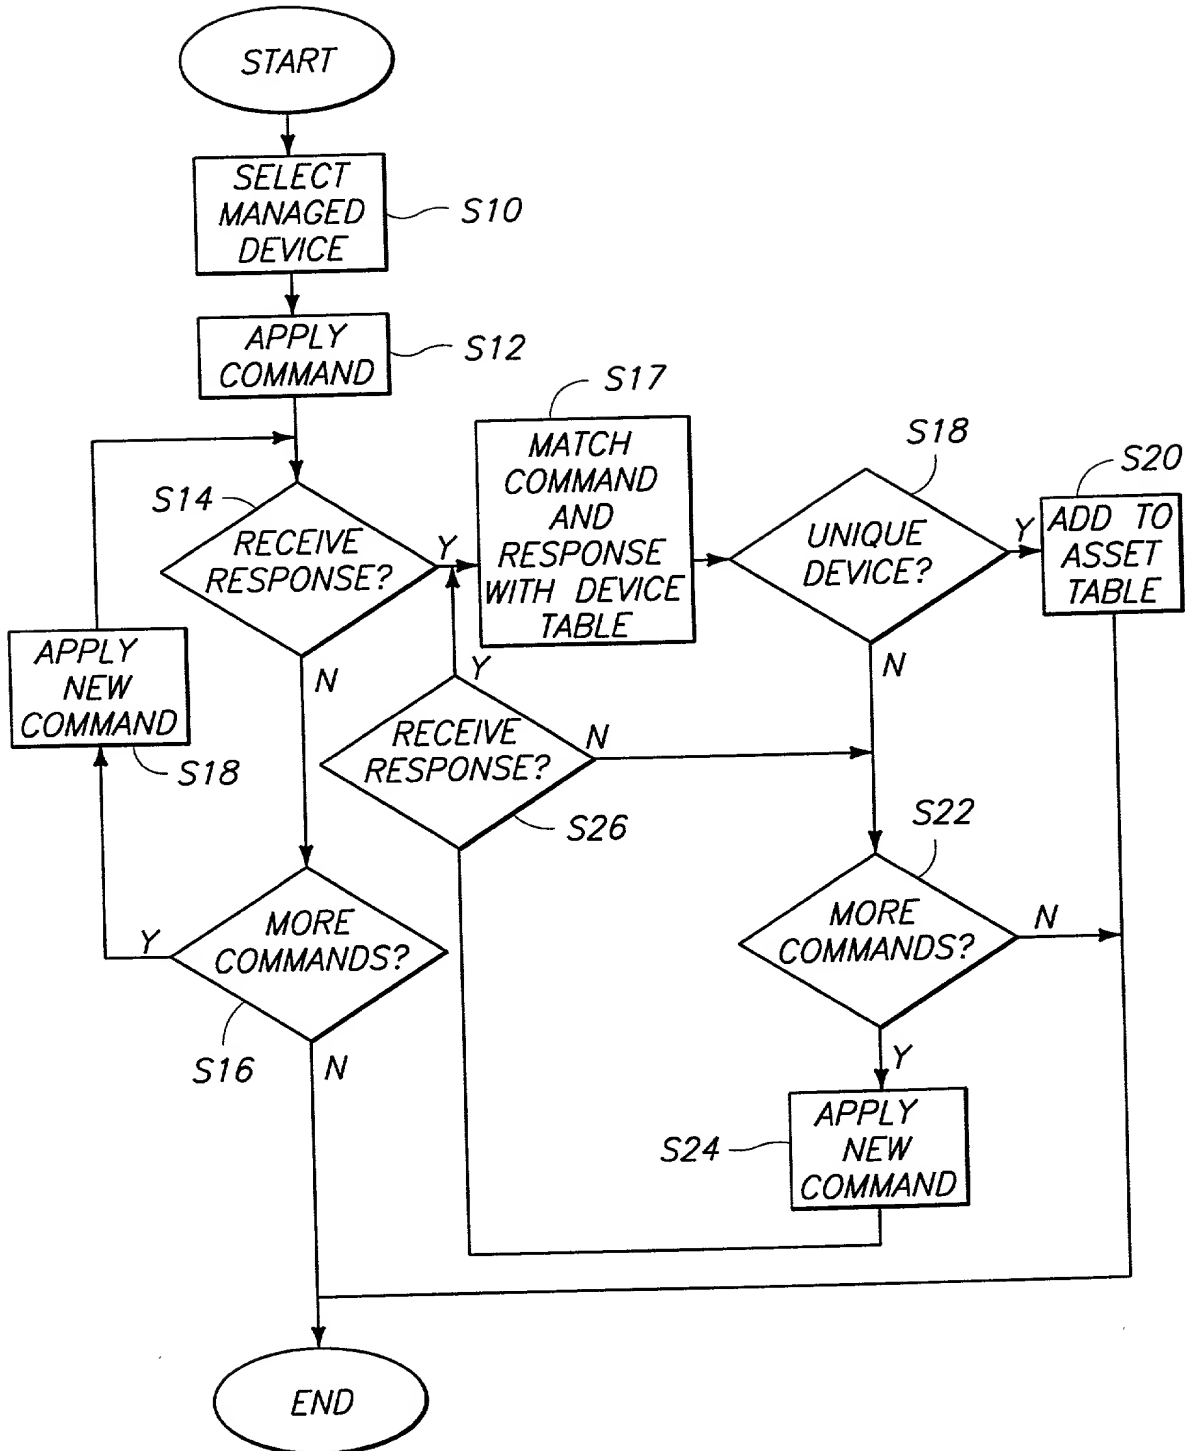 START
SELECT
MANAGED
DEVICE
S10
APPLY
COMMAND
S12
S14
RECEIVE
RESPONSE?
Y
N
S17
MATCH
COMMAND
AND
RESPONSE
WITH DEVICE
TABLE
S18
UNIQUE
DEVICE?
Y
N
S20
ADD TO
ASSET
TABLE
APPLY
NEW
COMMAND
S18
Y
RECEIVE
RESPONSE?
N
S26
MORE
COMMANDS?
Y
S16
N
S22
MORE
COMMANDS?
N
Y
S24
APPLY
NEW
COMMAND
END